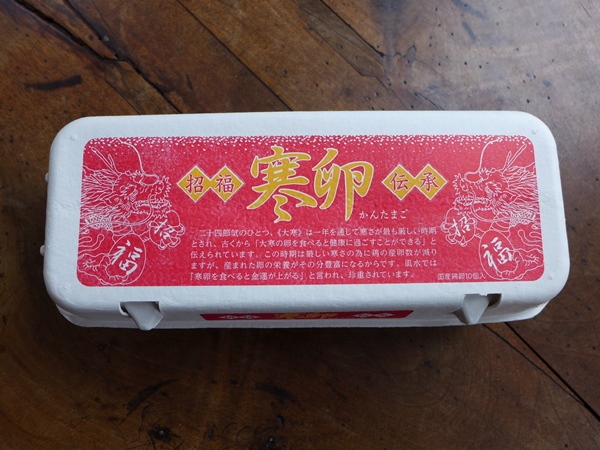 招福 寒卵 伝承
かんたまご
二十四節気のひとつ、《大寒》は一年を通して寒さが最も厳しい時期
とされ、古くから「大寒の卵を食べると健康に過ごすことができる」と
伝えられています。この時期は厳しい寒さの為に鶏の産卵数が減り
ますが、産まれた卵の栄養がその分豊富になるからです。風水では
「寒卵を食べると金運が上がる」と言われ、珍重されています。
国産鶏卵10個入
招
福
招
福